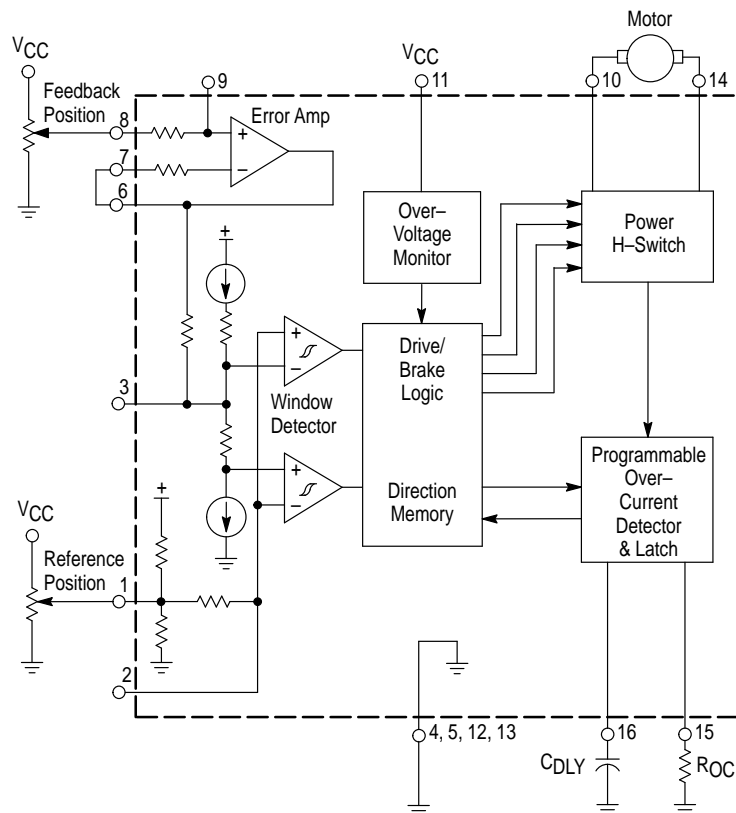 Motor
VCC
VCC
9
11
10
14
Feedback
Position
8
Error Amp
+
7
–
6
+
Over–
Voltage
Monitor
Power
H–Switch
+
–
Drive/
Brake
Logic
3
Window
Detector
+
–
Programmable
Over–
Current
Detector
& Latch
Direction
Memory
+
VCC
Reference
Position
1
2
4, 5, 12, 13
16
15
CDLY
ROC